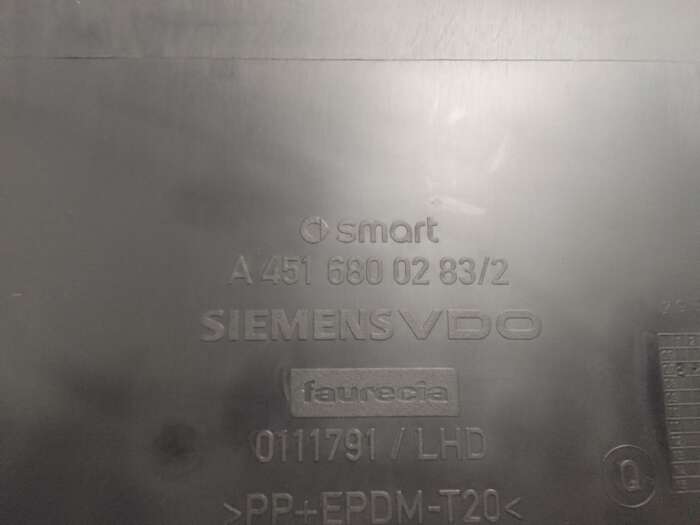 smart
A 451 680 02 83/2
SIEMENS VDO
faurecia
0111791 / LHD
Q
>PP+EPDM-T20<